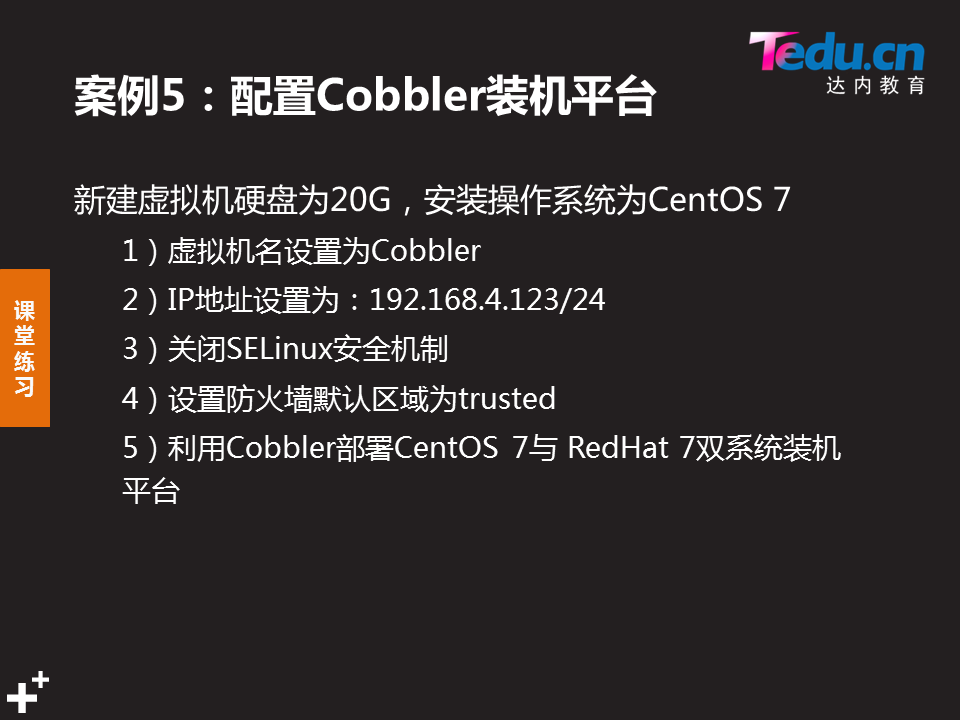 Tedu.cn
达内教育
案例5：配置Cobbler装机平台
新建虚拟机硬盘为20G，安装操作系统为CentOS 7
1）虚拟机名设置为Cobbler
2）IP地址设置为：192.168.4.123/24
3）关闭SELinux安全机制
4）设置防火墙默认区域为trusted
5）利用Cobbler部署CentOS 7与 RedHat 7双系统装机
平台
课
堂
练
习